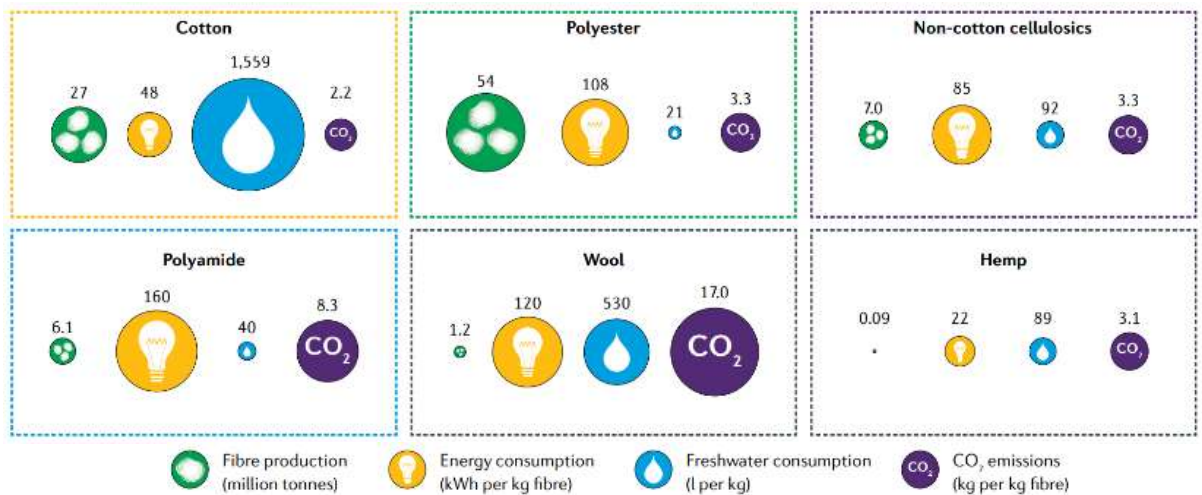 Cotton
27
48
1,559
2.2
CO2
Polyester
54
108
21
3.3
CO2
Non-cotton cellulosics
7.0
85
92
3.3
CO2
Polyamide
6.1
160
40
8.3
CO2
Wool
1.2
120
530
17.0
CO2
Hemp
0.09
22
89
3.1
CO2
Fibre production
(million tonnes)
Energy consumption
(kWh per kg fibre)
Freshwater consumption
(l per kg)
CO2
CO2 emissions
(kg per kg fibre)